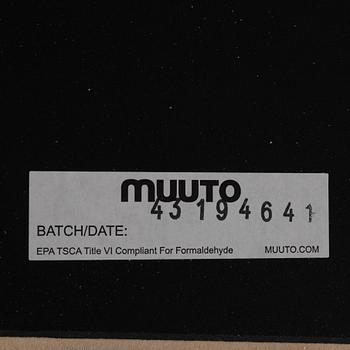 muuto
43194641
BATCH/DATE:
EPA TSCA Title VI Compliant For Formaldehyde MUUTO.COM